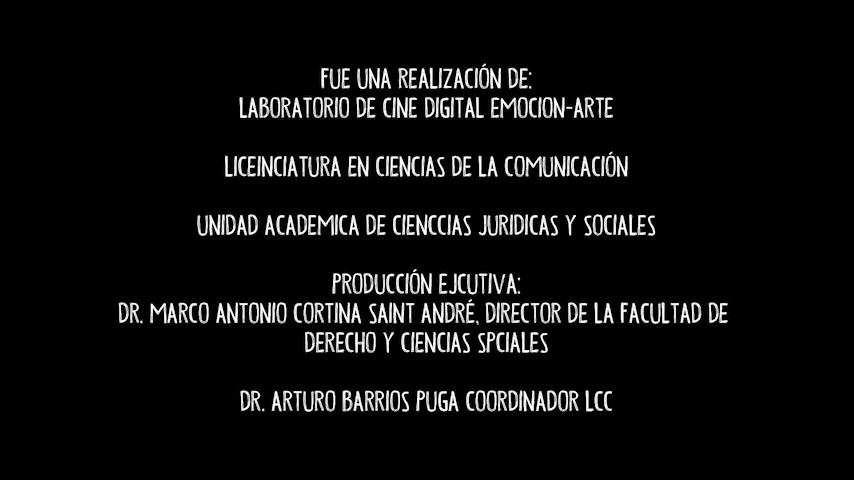 FUE UNA REALIZACIÓN DE:
LABORATORIO DE CINE DIGITAL EMOCION-ARTE
LICEINCIATURA EN CIENCIAS DE LA COMUNICACIÓN
UNIDAD ACADEMICA DE CIENCCIAS JURIDICAS Y SOCIALES
PRODUCCIÓN EJCUTIVA:
DR. MARCO ANTONIO CORTINA SAINT ANDRÉ, DIRECTOR DE LA FACULTAD DE
DERECHO Y CIENCIAS SPCIALES
DR. ARTURO BARRIOS PUGA COORDINADOR LCC